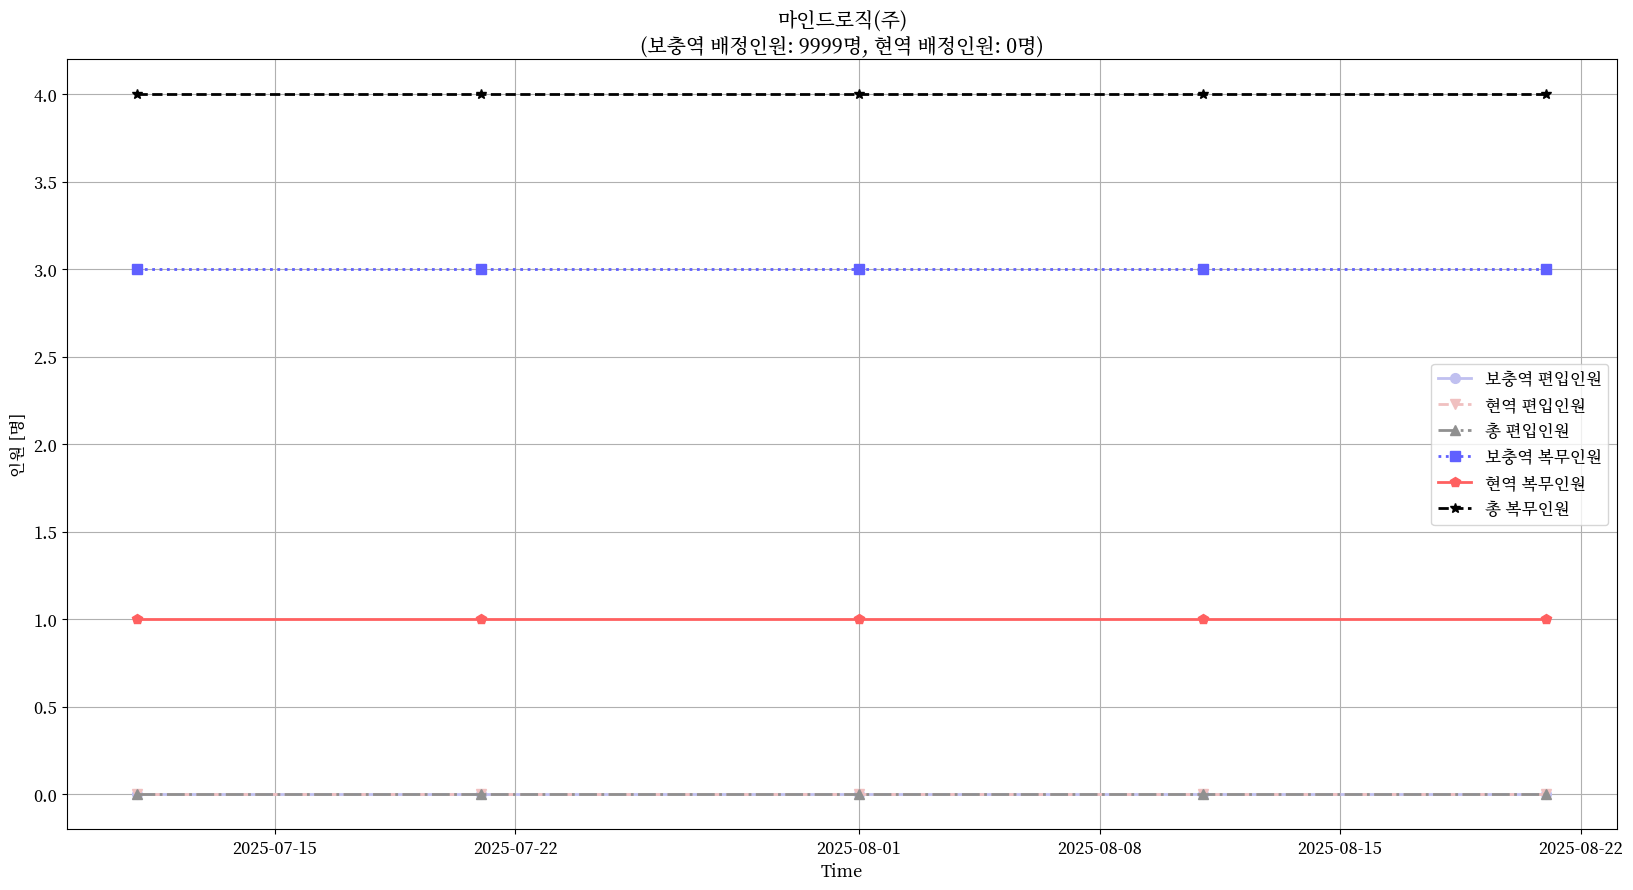 마인드로직(주)
(보충역 배정인원: 9999명, 현역 배정인원: 0명)
인원 [명]
4.0
3.5
3.0
2.5
2.0
1.5
1.0
0.5
0.0
보충역 편입인원
현역 편입인원
총 편입인원
보충역 복무인원
현역 복무인원
총 복무인원
2025-07-15 2025-07-22 2025-08-01 2025-08-08 2025-08-15 2025-08-22
Time